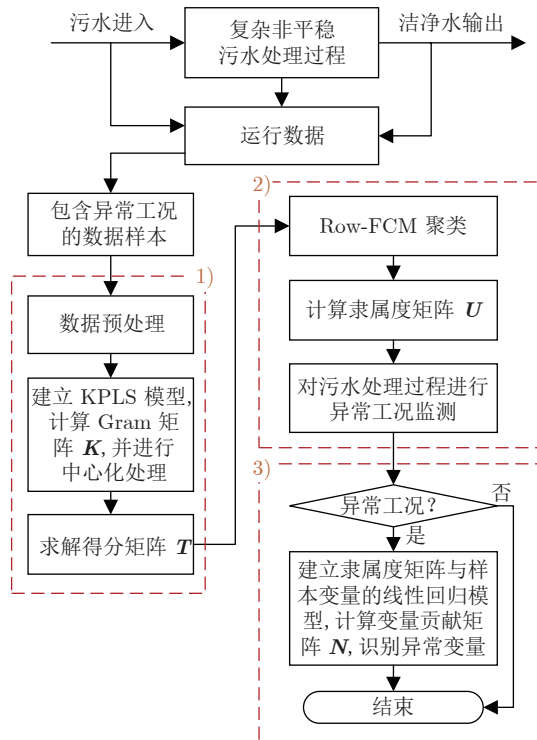 污水进入
复杂非平稳
污水处理过程
洁净水输出
运行数据
包含异常工况
的数据样本
1)
数据预处理
建立 KPLS 模型,
计算 Gram 矩
阵 K, 并进行
中心化处理
求解得分矩阵 T
2)
Row-FCM 聚类
计算隶属度矩阵 U
对污水处理过程进行
异常工况监测
3)
异常工况?
否
是
建立隶属度矩阵与样
本变量的线性回归模
型, 计算变量贡献矩
阵 N, 识别异常变量
结束